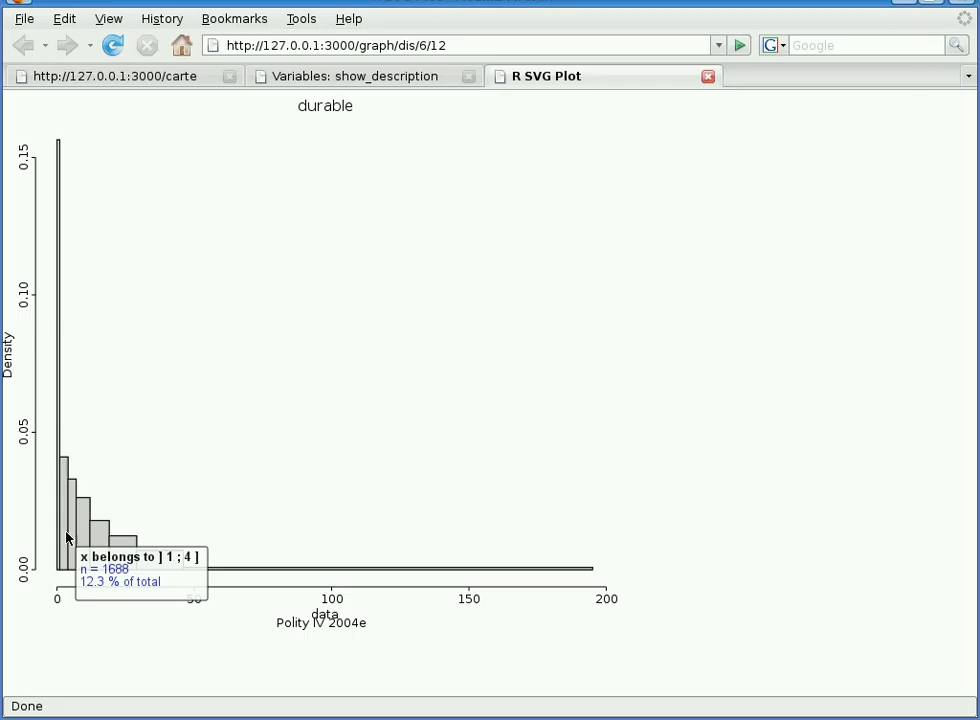 File Edit View History Bookmarks Tools Help
http://127.0.0.1:3000/graph/dis/6/12
G Google
http://127.0.0.1:3000/carte
Variables: show_description
R SVG Plot
durable
0.15
0.10
Density
0.05
0.00
x belongs to ] 1 ; 4 ]
n = 1688
12.3 % of total
0 50 100 150 200
data
Polity IV 2004e
Done